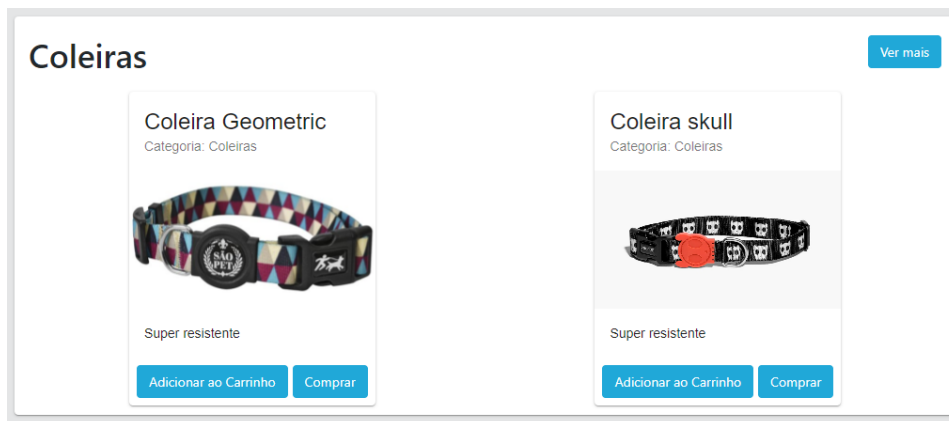 Coleiras
Ver mais
Coleira Geometric
Categoria: Coleiras
SÃO
PET
Super resistente
Adicionar ao Carrinho
Comprar
Coleira skull
Categoria: Coleiras
Super resistente
Adicionar ao Carrinho
Comprar